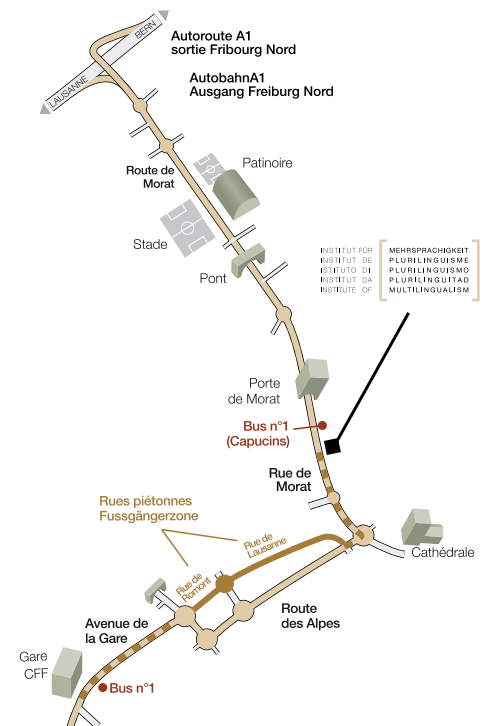 BERN
LAUSANNE
Autoroute A1
sortie Fribourg Nord
AutobahnA1
Ausgang Freiburg Nord
Patinoire
Route de
Morat
Stade
Pont
INSTITUT FÜR MEHRSPRACHIGKEIT
INSTITUT DE PLURILINGUISME
ISTITUTO DI PLURILINGUISMO
INSTITUT DA PLURILINGUITAD
INSTITUTE OF MULTILINGUALISM
Porte
de Morat
Bus n°1
(Capucins)
Rue de
Morat
Rues piétonnes
Fussgängerzone
Rue de
Lausanne
Cathédrale
Rue de
Romont
Avenue de
la Gare
Route
des Alpes
Gare
CFF
Bus n°1